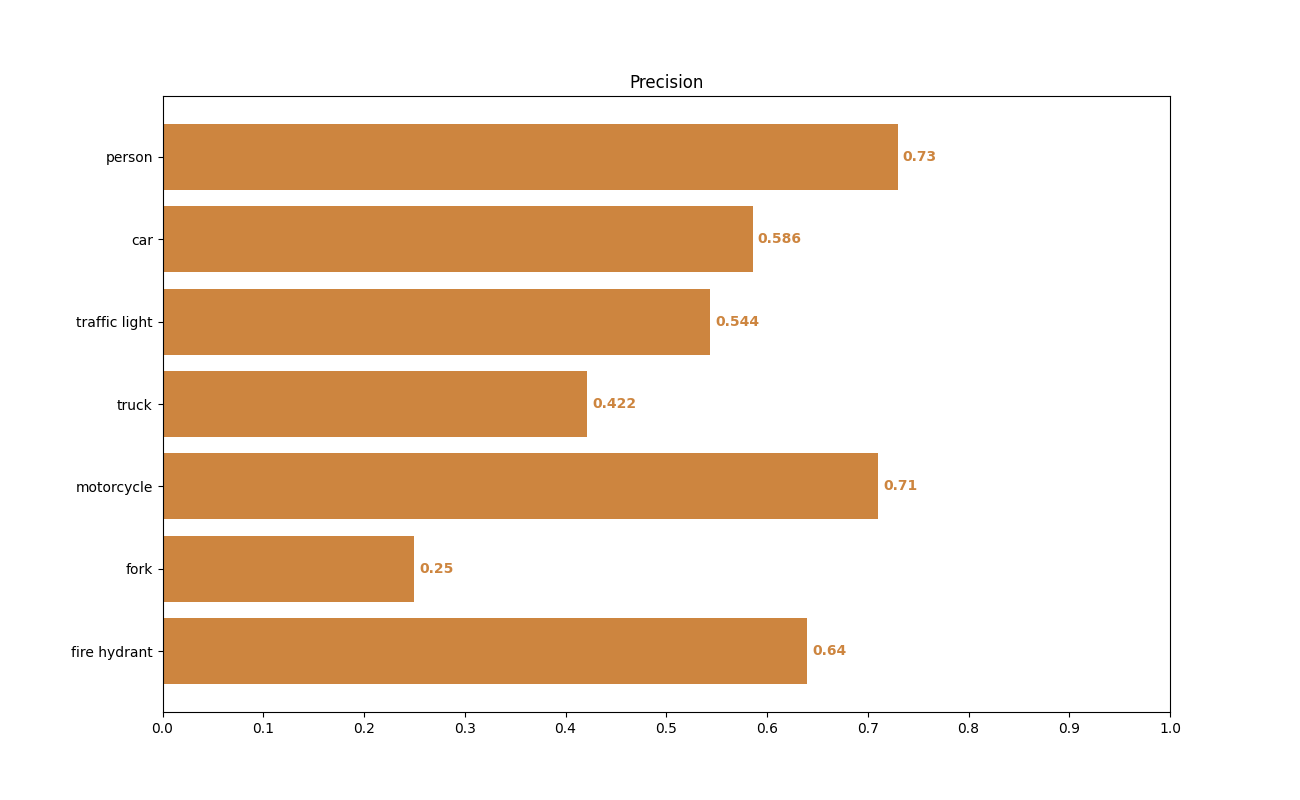 Precision
person 0.73
car 0.586
traffic light 0.544
truck 0.422
motorcycle 0.71
fork 0.25
fire hydrant 0.64
0.0 0.1 0.2 0.3 0.4 0.5 0.6 0.7 0.8 0.9 1.0